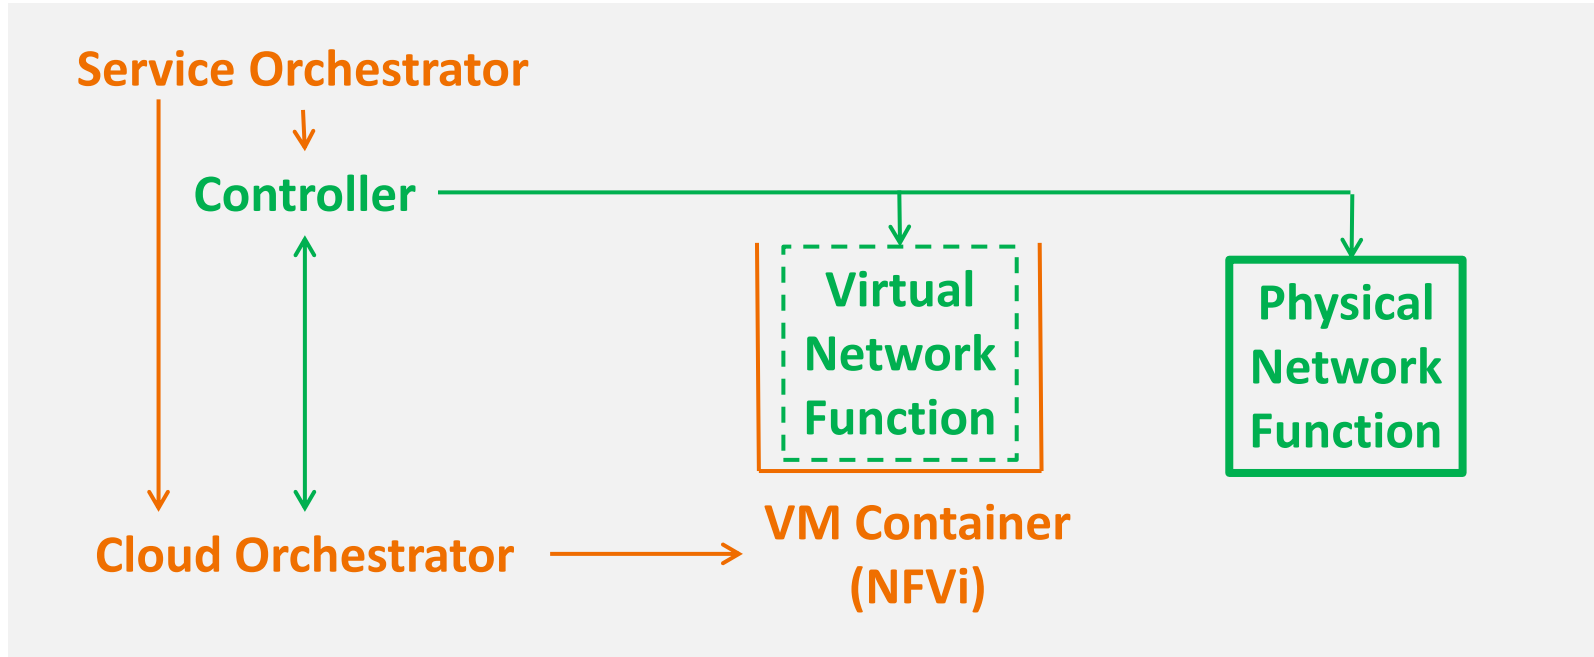 Service Orchestrator
Controller
Virtual
Network
Function
Physical
Network
Function
Cloud Orchestrator
VM Container
(NFVi)